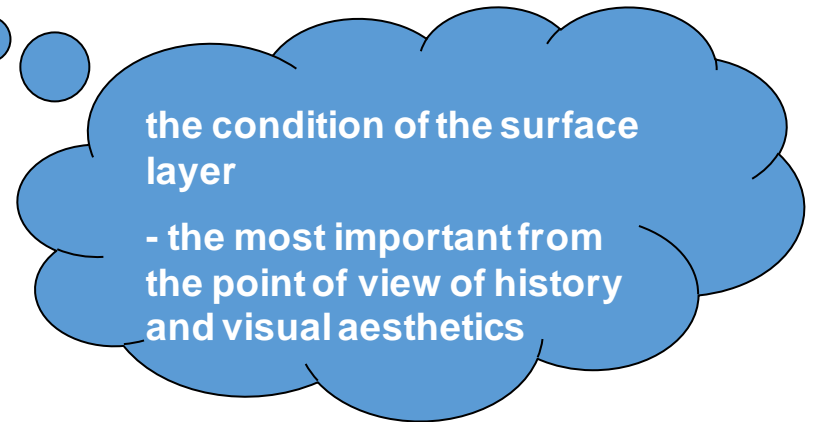 the condition of the surface
layer
- the most important from
the point of view of history
and visual aesthetics